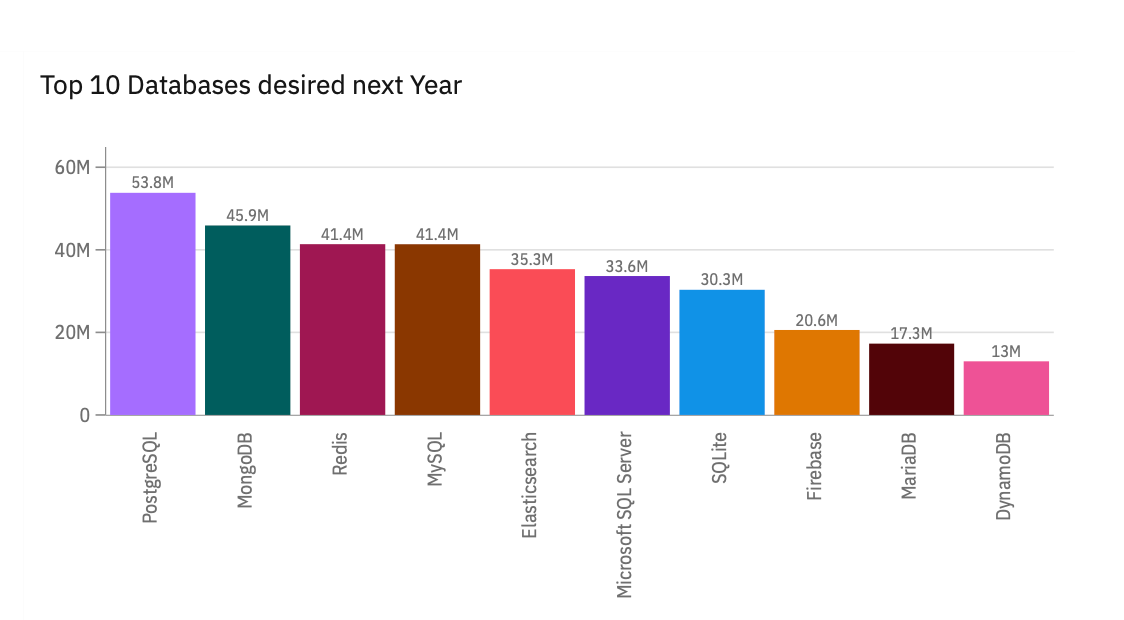 Top 10 Databases desired next Year
60M
40M
20M
0
53.8M
45.9M
41.4M
41.4M
35.3M
33.6M
30.3M
20.6M
17.3M
13M
PostgreSQL
MongoDB
Redis
MySQL
Elasticsearch
Microsoft SQL Server
SQLite
Firebase
MariaDB
DynamoDB